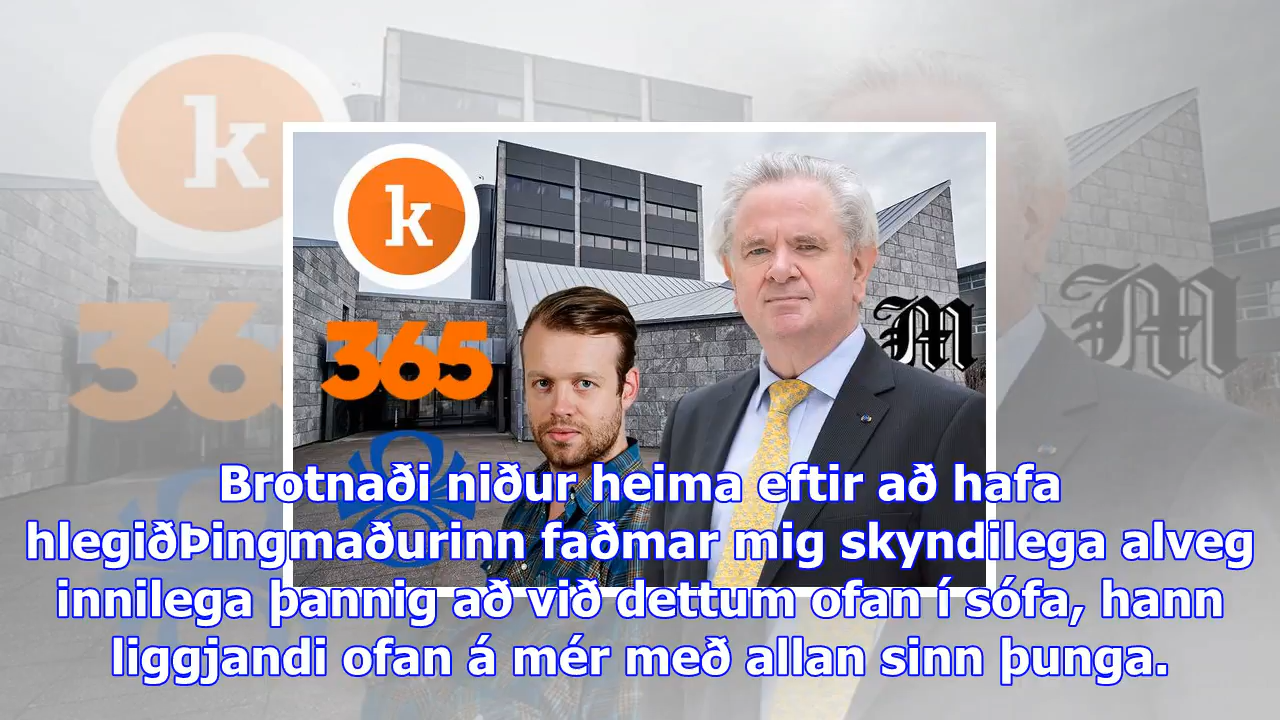 k
365
M
k
365
M
Brotnaði niður heima eftir að hafa
hlegiðÞingmaðurinn faðmar mig skyndilega alveg
innilega þannig að við dettum ofan í sófa, hann
liggjandi ofan á mér með allan sinn þunga.